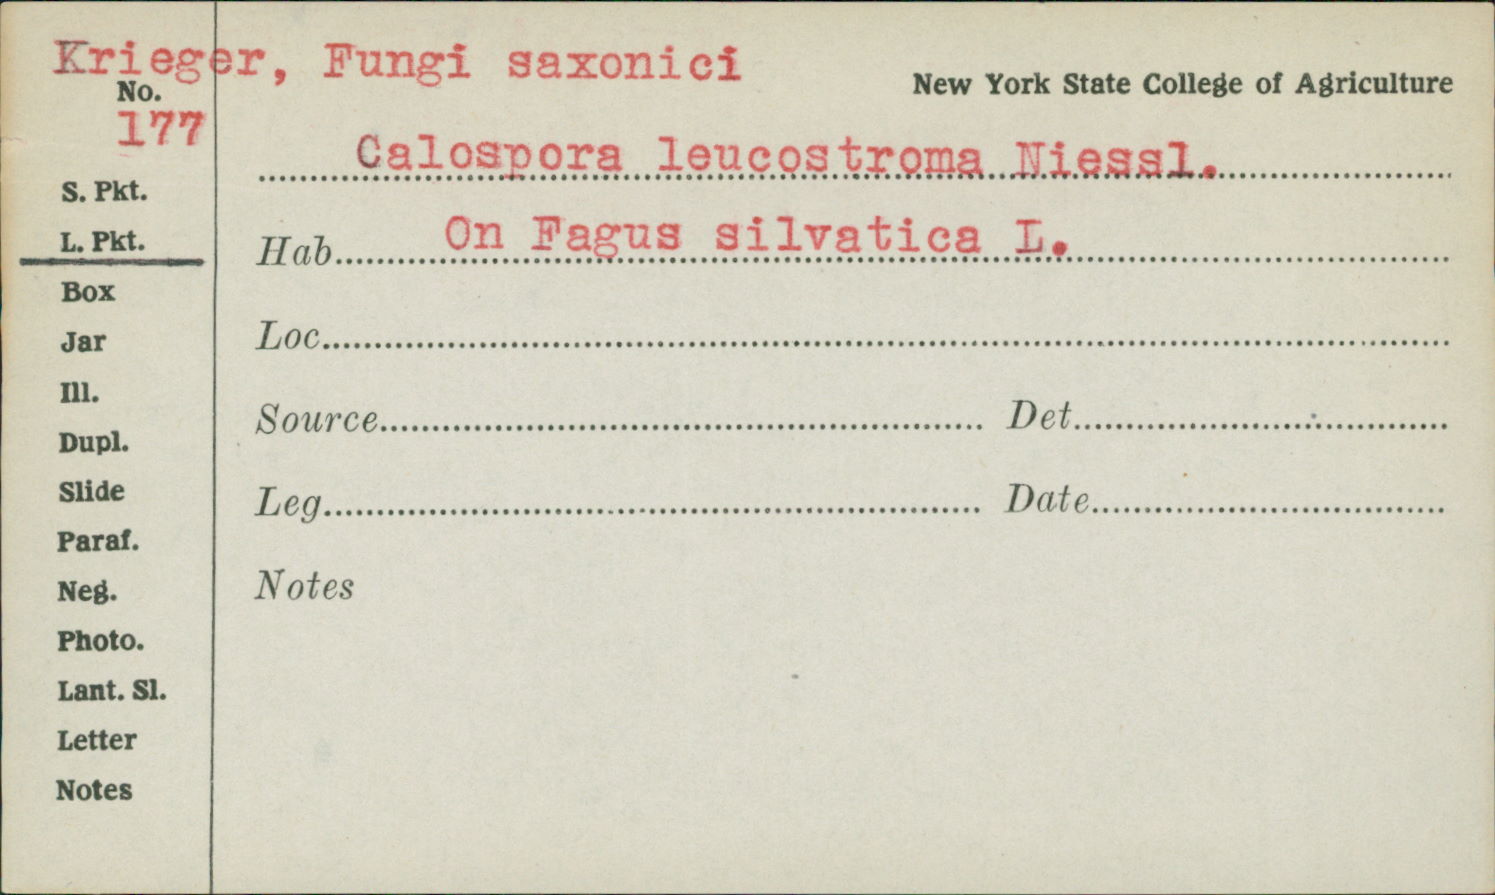 Krieger, Fungi saxonici
New York State College of Agriculture
No.
177
Calospora leucostroma Niessl.
S. Pkt.
L. Pkt.
Hab. On Fagus silvatica L.
Box
Jar
Loc.
Ill.
Dupl.
Source Det.
Slide
Leg. Date
Paraf.
Neg.
Notes
Photo.
Lant. Sl.
Letter
Notes